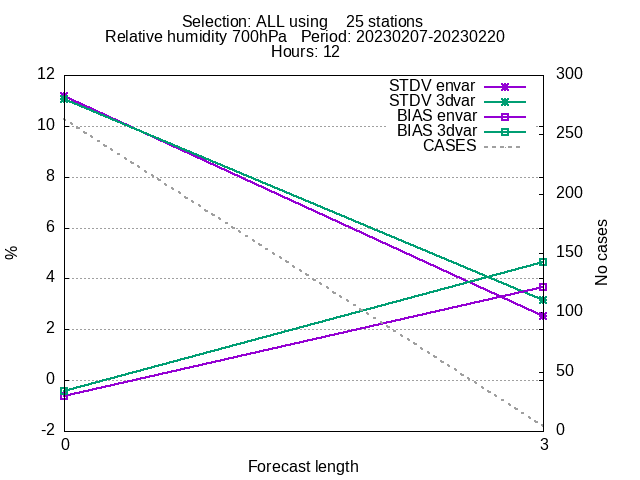 Selection: ALL using    25 stations
Relative humidity 700hPa   Period: 20230207-20230220
Hours: 12
12
10
8
6
4
2
0
-2
%
STDV envar
STDV 3dvar
BIAS envar
BIAS 3dvar
CASES
300
250
200
150
100
50
0
No cases
0
3
Forecast length